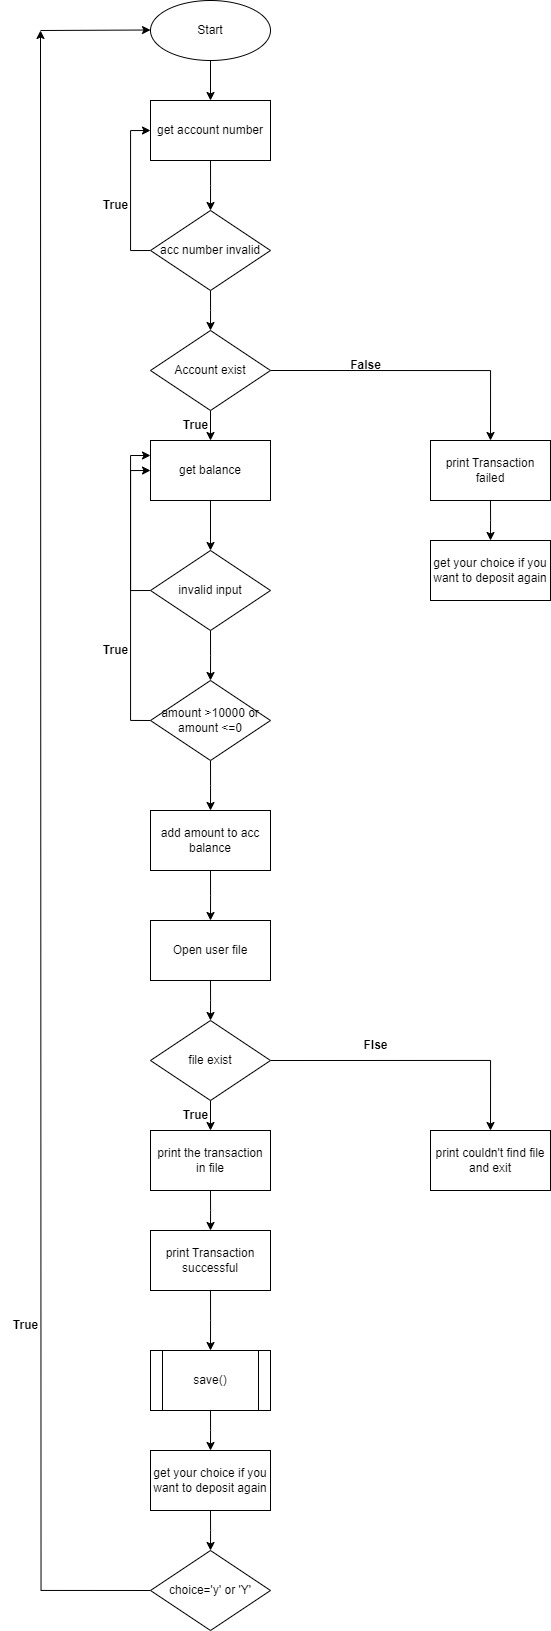 Start
get account number
True
acc number invalid
Account exist
False
True
get balance
print Transaction
failed
get your choice if you
want to deposit again
invalid input
True
amount >10000 or
amount <=0
add amount to acc
balance
Open user file
file exist
Flse
True
print the transaction
in file
print couldn't find file
and exit
print Transaction
successful
True
save()
get your choice if you
want to deposit again
choice='y' or 'Y'